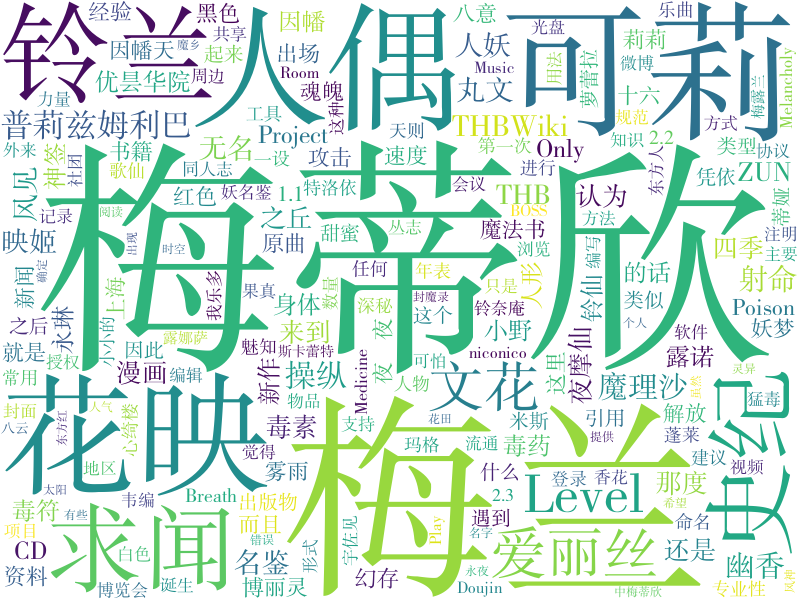 铃兰
经验
共享
黑色
因幡
人偶
八意
光盘
乐曲
可莉
因幡天
魔乡
起来
出场
人妖
用法
莉莉
微博
优昙华院
周边
Room
魂魄
这种
丸文
Music
萝蕾拉
十六
梅露兰
Melancholy
力量
工具
天则
THBWiki
规范
方式
普莉兹姆利巴
Project
第一次
知识
2.2
类型
协议
外来
神签
社团
书籍
无名
攻击
速度
Only
进行
东方人
凭依
ZUN
歌仙
一设
同人志
妖名鉴
1.1
特洛依
会议
THB
BOSS
认为
蒂娅
风见
记录
阅读
红色
之丘
甜蜜
丛志
魔法书
方法
注明
主要
映姬
出现
原曲
浏览
编写
四季
射命
新闻
确定
时空
我乐多
任何
年表
人形
铃仙
的话
之后
永琳
小小的
上海
果真
数量
深秘
封魔录
只是
铃奈庵
类似
Poison
梅蒂欣
身体
夜
夜
这个
小野
个人
妖梦
就是
因此
露娜萨
魅知
来到
斯卡蕾特
niconico
这里
夜摩仙
软件
露诺
常用
授权
漫画
编辑
新作
操纵
Medicine
可怕
人物
文花
魔理沙
灵异
虽然
猛毒
封面
人气
物品
花田
米斯
引用
解放
蓬莱
八云
东方红
心绮楼
毒素
支持
玛格
流通
毒药
建议
视频
史纪
花映
地区
觉得
雾雨
梅兰
提供
什么
登录
香花
那度
太阳
有些
韦编
Breath
出版物
Level
2.3
希望
毒符
而且
遇到
命名
项目
求闻
白色
错误
宇佐见
形式
Play
名字
爱丽丝
还是
幽香
CD
名鉴
资料
博览会
诞生
博丽灵
幻存
永夜
Doujin
中梅蒂欣
专业性
风神